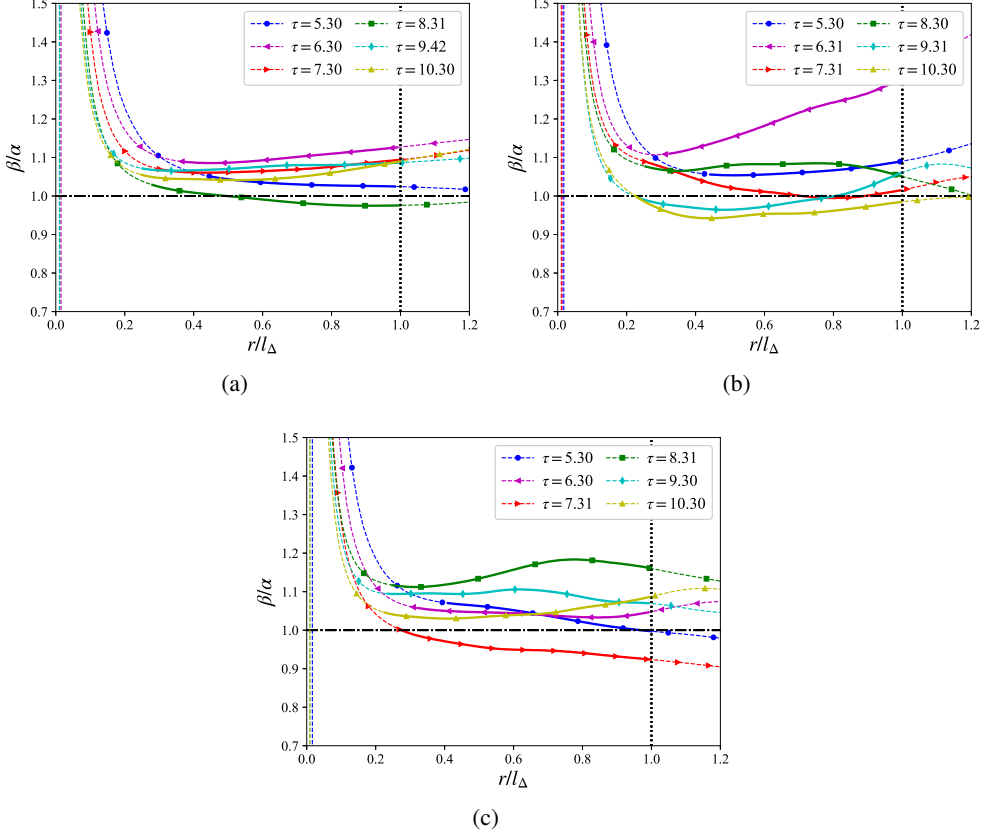 1.5
1.4
1.3
1.2
1.1
1.0
0.9
0.8
0.7
β/α
τ = 5.30
τ = 6.30
τ = 7.30
τ = 8.31
τ = 9.42
τ = 10.30
0.0 0.2 0.4 0.6 0.8 1.0 1.2
r/l_Δ
(a)
1.5
1.4
1.3
1.2
1.1
1.0
0.9
0.8
0.7
β/α
τ = 5.30
τ = 6.31
τ = 7.31
τ = 8.30
τ = 9.31
τ = 10.30
0.0 0.2 0.4 0.6 0.8 1.0 1.2
r/l_Δ
(b)
1.5
1.4
1.3
1.2
1.1
1.0
0.9
0.8
0.7
β/α
τ = 5.30
τ = 6.30
τ = 7.31
τ = 8.31
τ = 9.30
τ = 10.30
0.0 0.2 0.4 0.6 0.8 1.0 1.2
r/l_Δ
(c)